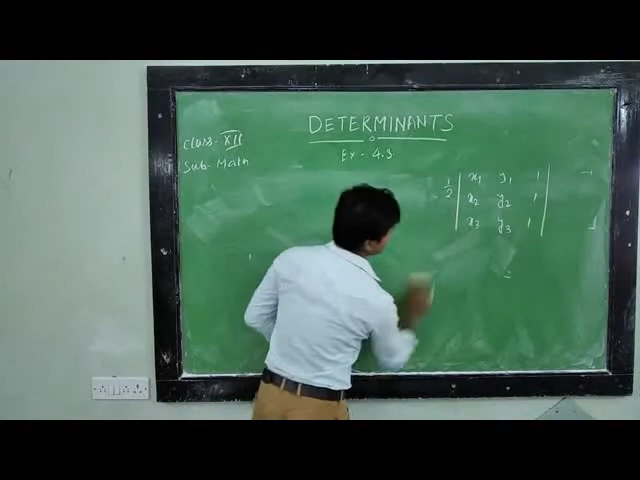 DETERMINANTS
Class- XII
Sub- Math
Ex - 4.3
1/2 | x1 y1 1 |
| x2 y2 1 |
| x3 y3 1 |
=